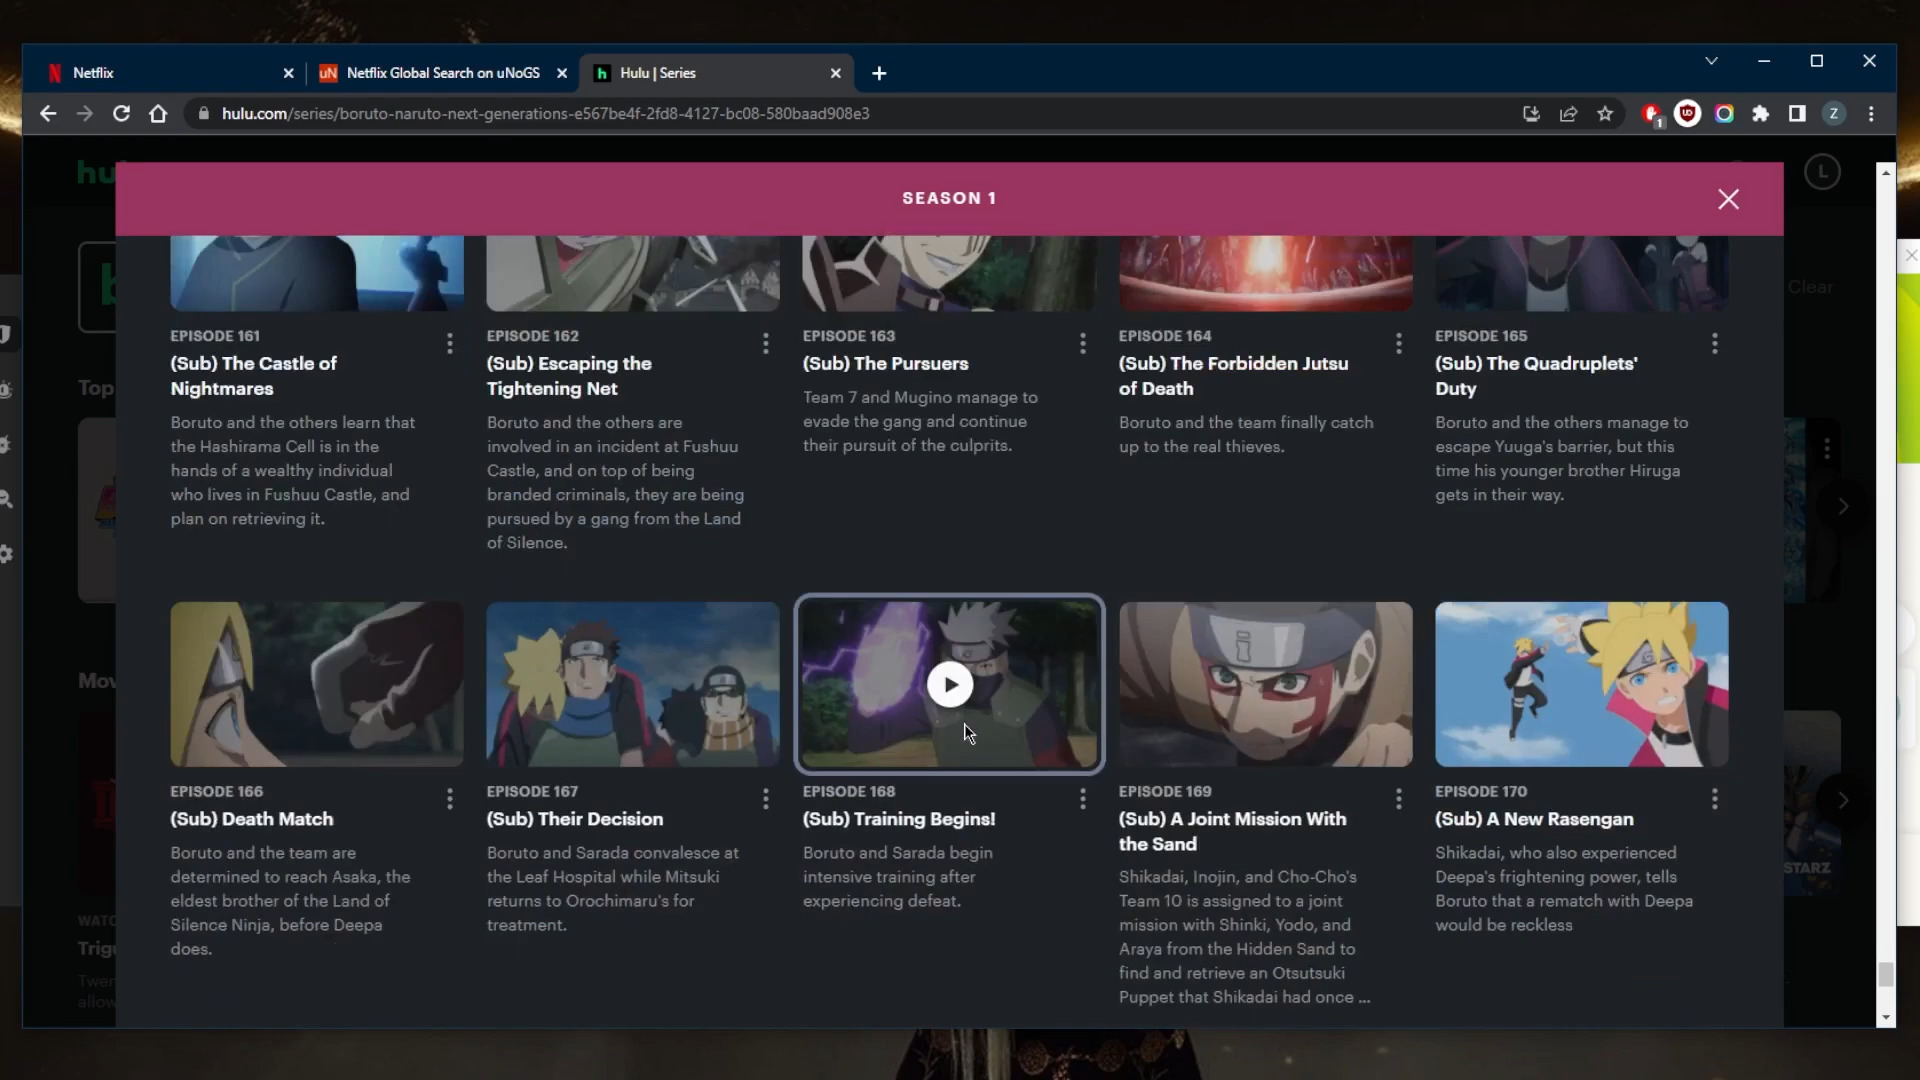 Netflix
Netflix Global Search on uNoGS
Hulu | Series
hulu.com/series/boruto-naruto-next-generations-e567be4f-2fd8-4127-bc08-580baad908e3
1
Z
SEASON 1
L
Clear
EPISODE 161
(Sub) The Castle of
Nightmares
Boruto and the others learn that
the Hashirama Cell is in the
hands of a wealthy individual
who lives in Fushuu Castle, and
plan on retrieving it.
EPISODE 162
(Sub) Escaping the
Tightening Net
Boruto and the others are
involved in an incident at Fushuu
Castle, and on top of being
branded criminals, they are being
pursued by a gang from the Land
of Silence.
EPISODE 163
(Sub) The Pursuers
Team 7 and Mugino manage to
evade the gang and continue
their pursuit of the culprits.
EPISODE 164
(Sub) The Forbidden Jutsu
of Death
Boruto and the team finally catch
up to the real thieves.
EPISODE 165
(Sub) The Quadruplets'
Duty
Boruto and the others manage to
escape Yuuga's barrier, but this
time his younger brother Hiruga
gets in their way.
Top
EPISODE 166
(Sub) Death Match
Boruto and the team are
determined to reach Asaka, the
eldest brother of the Land of
Silence Ninja, before Deepa
does.
EPISODE 167
(Sub) Their Decision
Boruto and Sarada convalesce at
the Leaf Hospital while Mitsuki
returns to Orochimaru's for
treatment.
EPISODE 168
(Sub) Training Begins!
Boruto and Sarada begin
intensive training after
experiencing defeat.
EPISODE 169
(Sub) A Joint Mission With
the Sand
Shikadai, Inojin, and Cho-Cho's
Team 10 is assigned to a joint
mission with Shinki, Yodo, and
Araya from the Hidden Sand to
find and retrieve an Otsutsuki
Puppet that Shikadai had once ...
EPISODE 170
(Sub) A New Rasengan
Shikadai, who also experienced
Deepa's frightening power, tells
Boruto that a rematch with Deepa
would be reckless
STARZ